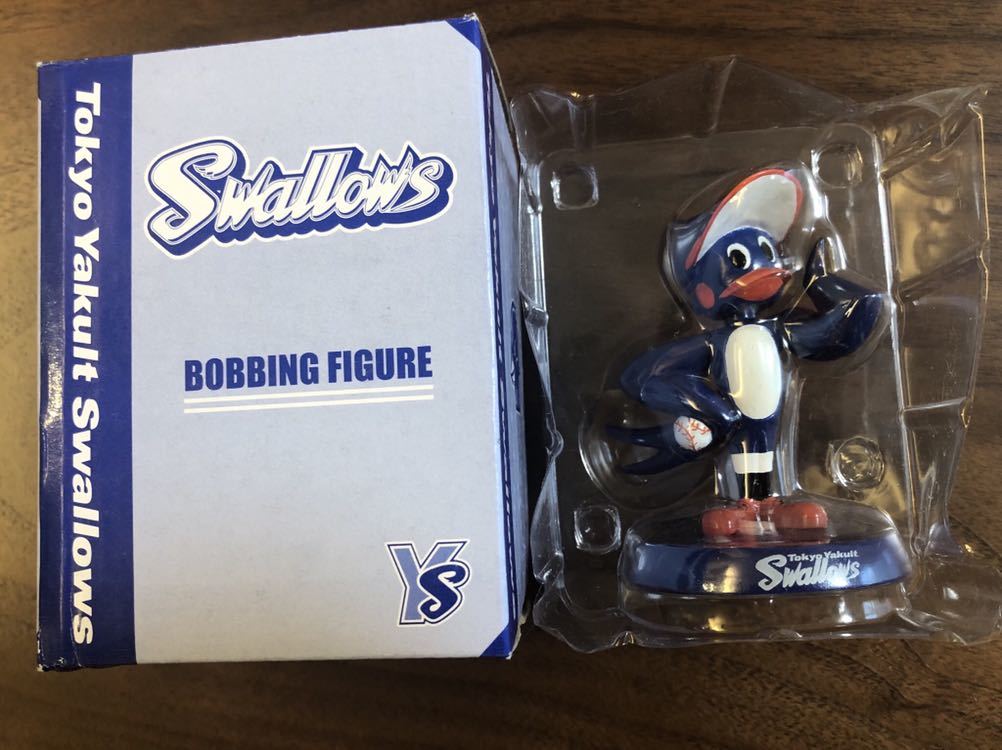 Tokyo Yakult Swallows
Swallows
BOBBING FIGURE
YS
Tokyo Yakult
Swallows